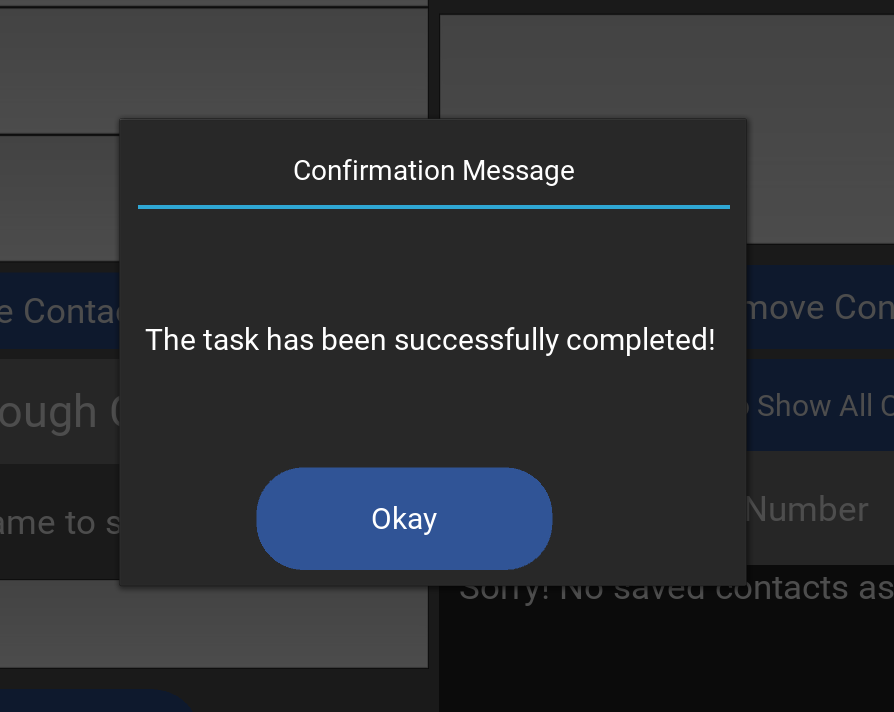 Confirmation Message
The task has been successfully completed!
Okay
e Contac
move Con
Show All C
ough C
Number
ame to s
Sorry! No saved contacts as